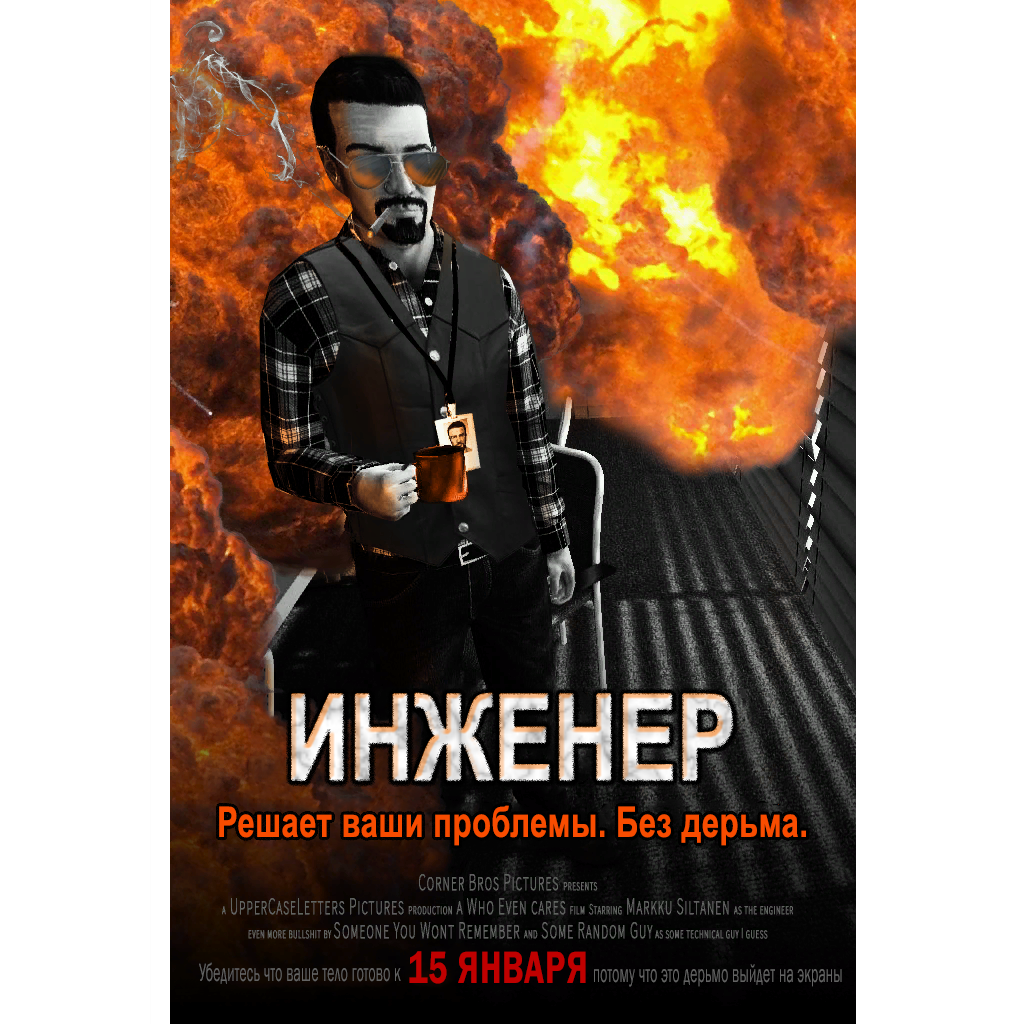 ИНЖЕНЕР
Решает ваши проблемы. Без дерьма.
CORNER BROS PICTURES PRESENTS
A UPPERCASELETTERS PICTURES PRODUCTION A WHO EVEN CARES FILM STARRING MARKKU SILTANEN AS THE ENGINEER
EVEN MORE BULLSHIT BY SOMEONE YOU WONT REMEMBER AND SOME RANDOM GUY AS SOME TECHNICAL GUY I GUESS
Убедитесь что ваше тело готово к 15 ЯНВАРЯ потому что это дерьмо выйдет на экраны